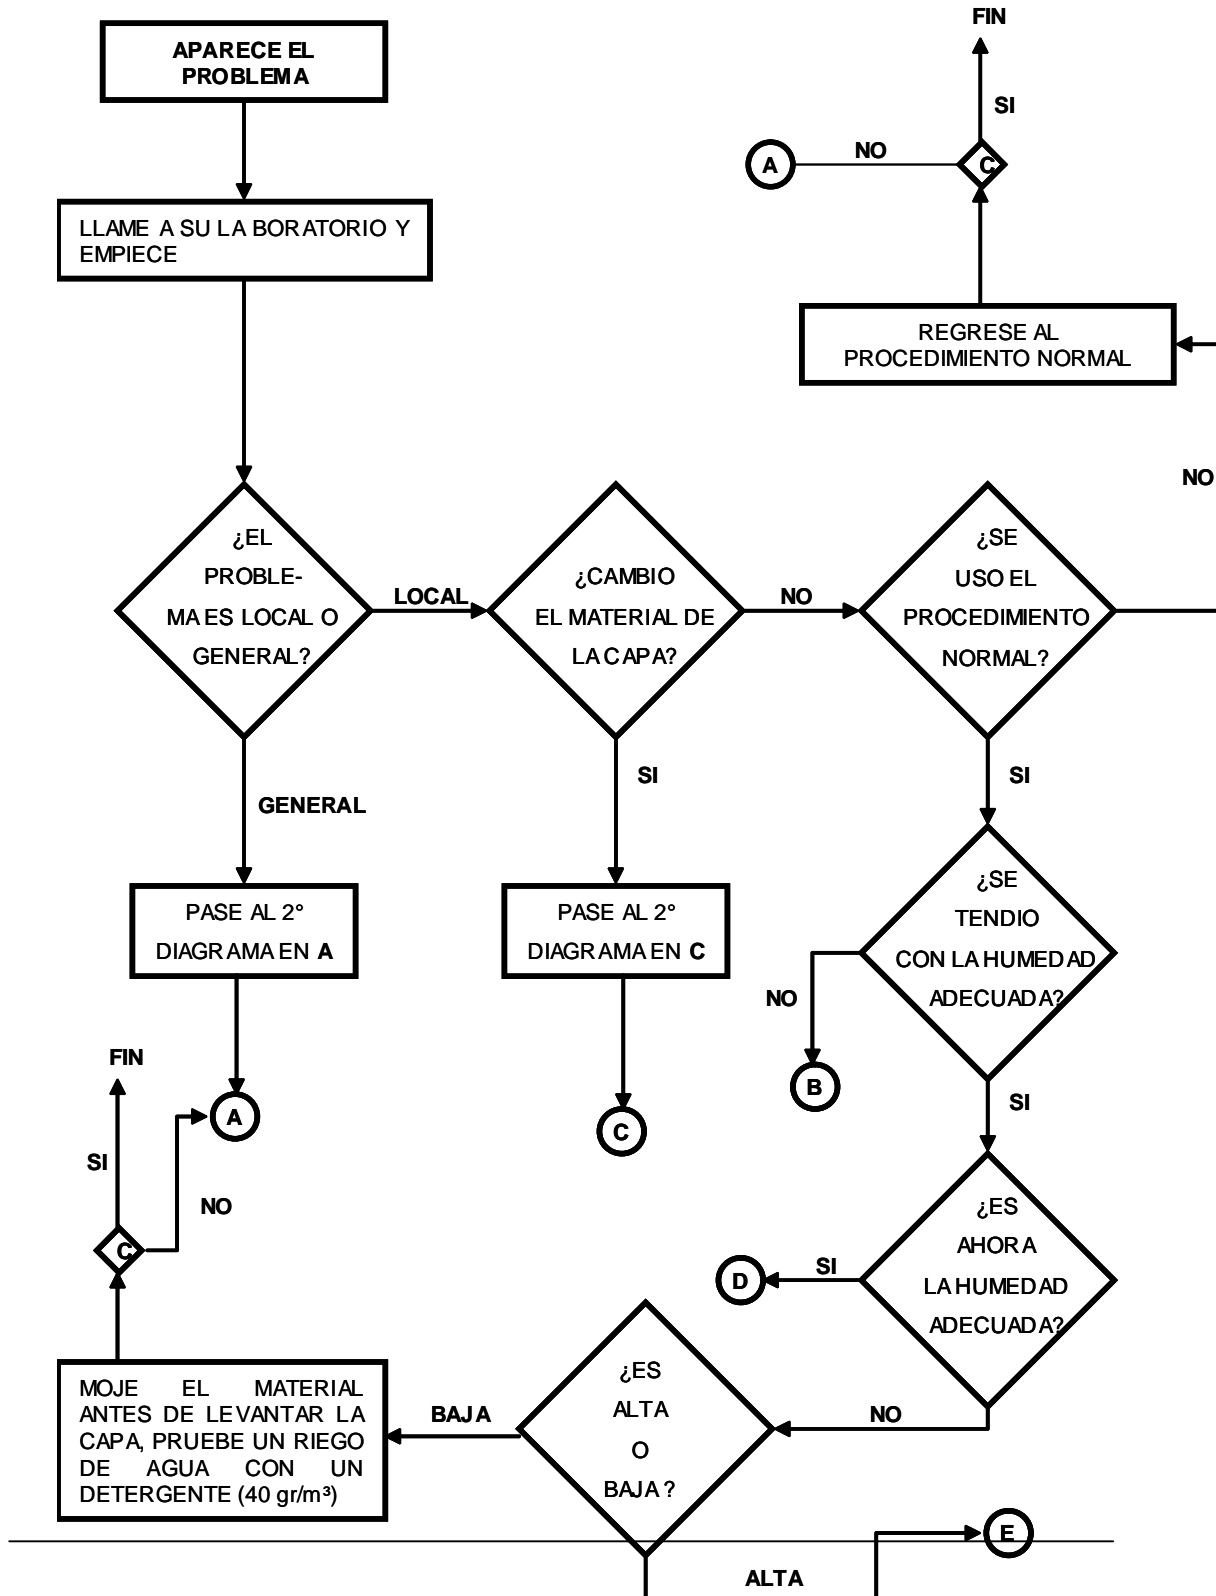 APARECE EL
PROBLEMA
LLAME A SU LABORATORIO Y
EMPIECE
FIN
SI
NO
A
C
REGRESE AL
PROCEDIMIENTO NORMAL
NO
¿EL
PROBLE-
MA ES LOCAL O
GENERAL?
LOCAL
¿CAMBIO
EL MATERIAL DE
LA CAPA?
NO
¿SE
USO EL
PROCEDIMIENTO
NORMAL?
GENERAL
SI
SI
PASE AL 2°
DIAGRAMA EN A
PASE AL 2°
DIAGRAMA EN C
¿SE
TENDIO
CON LA HUMEDAD
ADECUADA?
NO
B
SI
FIN
A
C
SI
NO
C
¿ES
AHORA
LA HUMEDAD
ADECUADA?
SI
D
NO
¿ES
ALTA
O
BAJA?
BAJA
MOJE EL MATERIAL
ANTES DE LEVANTAR LA
CAPA, PRUEBE UN RIEGO
DE AGUA CON UN
DETERGENTE (40 gr/m³)
E
ALTA